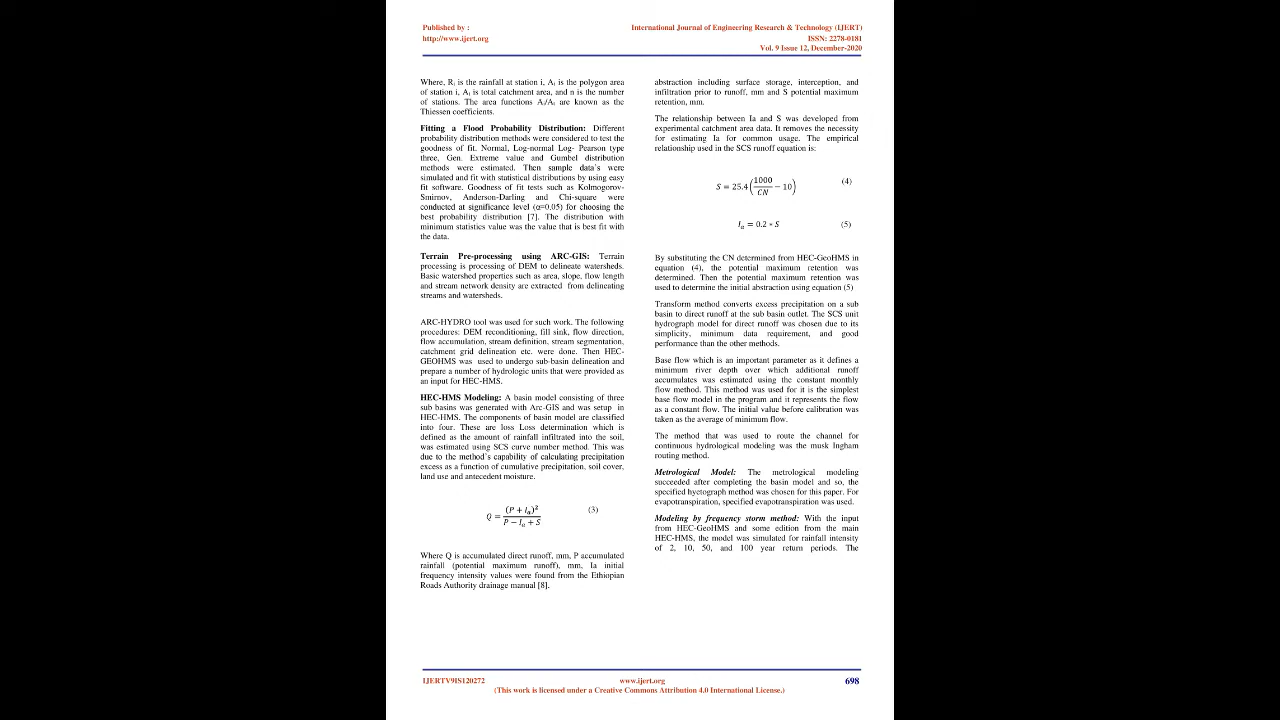 Published by :
http://www.ijert.org
International Journal of Engineering Research & Technology (IJERT)
ISSN: 2278-0181
Vol. 9 Issue 12, December-2020
Where, Ri is the rainfall at station i, Ai is the polygon area
of station i, At is total catchment area, and n is the number
of stations. The area functions Ai/At are known as the
Thiessen coefficients.
Fitting a Flood Probability Distribution: Different
probability distribution methods were considered to test the
goodness of fit. Normal, Log-normal Log- Pearson type
three, Gen. Extreme value and Gumbel distribution
methods were estimated. Then sample data's were
simulated and fit with statistical distributions by using easy
fit software. Goodness of fit tests such as Kolmogorov-
Smirnov, Anderson-Darling and Chi-square were
conducted at significance level (α=0.05) for choosing the
best probability distribution [7]. The distribution with
minimum statistics value was the value that is best fit with
the data.
Terrain Pre-processing using ARC-GIS: Terrain
processing is processing of DEM to delineate watersheds.
Basic watershed properties such as area, slope, flow length
and stream network density are extracted from delineating
streams and watersheds.
ARC-HYDRO tool was used for such work. The following
procedures: DEM reconditioning, fill sink, flow direction,
flow accumulation, stream definition, stream segmentation,
catchment grid delineation etc. were done. Then HEC-
GEOHMS was used to undergo sub-basin delineation and
prepare a number of hydrologic units that were provided as
an input for HEC-HMS.
HEC-HMS Modeling: A basin model consisting of three
sub basins was generated with Arc-GIS and was setup in
HEC-HMS. The components of basin model are classified
into four. These are loss Loss determination which is
defined as the amount of rainfall infiltrated into the soil,
was estimated using SCS curve number method. This was
due to the method's capability of calculating precipitation
excess as a function of cumulative precipitation, soil cover,
land use and antecedent moisture.
Q = (P + Ia)² / (P − Ia + S) (3)
Where Q is accumulated direct runoff, mm, P accumulated
rainfall (potential maximum runoff), mm, Ia initial
frequency intensity values were found from the Ethiopian
Roads Authority drainage manual [8].
abstraction including surface storage, interception, and
infiltration prior to runoff, mm and S potential maximum
retention, mm.
The relationship between Ia and S was developed from
experimental catchment area data. It removes the necessity
for estimating Ia for common usage. The empirical
relationship used in the SCS runoff equation is:
S = 25.4(1000/CN − 10) (4)
Ia = 0.2 * S (5)
By substituting the CN determined from HEC-GeoHMS in
equation (4), the potential maximum retention was
determined. Then the potential maximum retention was
used to determine the initial abstraction using equation (5)
Transform method converts excess precipitation on a sub
basin to direct runoff at the sub basin outlet. The SCS unit
hydrograph model for direct runoff was chosen due to its
simplicity, minimum data requirement, and good
performance than the other methods.
Base flow which is an important parameter as it defines a
minimum river depth over which additional runoff
accumulates was estimated using the constant monthly
flow method. This method was used for it is the simplest
base flow model in the program and it represents the flow
as a constant flow. The initial value before calibration was
taken as the average of minimum flow.
The method that was used to route the channel for
continuous hydrological modeling was the musk Ingham
routing method.
Metrological Model: The metrological modeling
succeeded after completing the basin model and so, the
specified hyctograph method was chosen for this paper. For
evapotranspiration, specified evapotranspiration was used.
Modeling by frequency storm method: With the input
from HEC-GeoHMS and some edition from the main
HEC-HMS, the model was simulated for rainfall intensity
of 2, 10, 50, and 100 year return periods. The
IJERTV9IS120272
www.ijert.org
698
(This work is licensed under a Creative Commons Attribution 4.0 International License.)